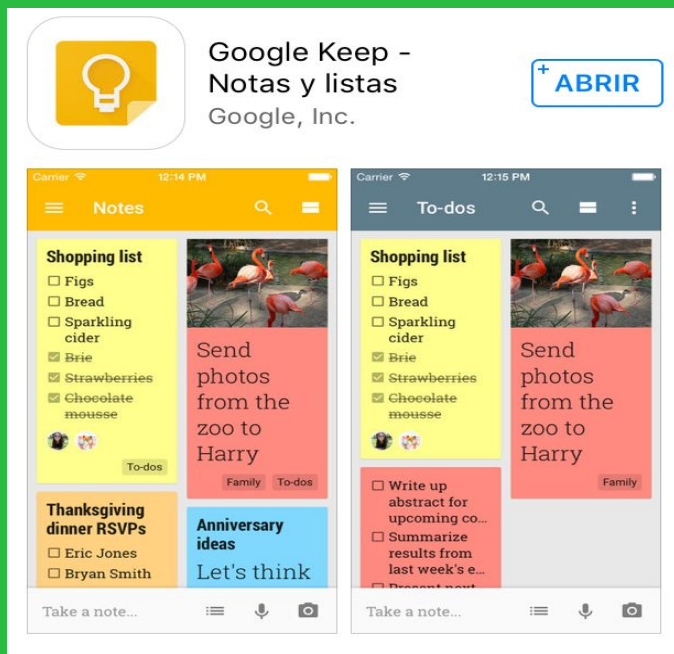 Google Keep -
Notas y listas
Google, Inc.
+ ABRIR
Carrier 12:14 PM
Notes
Shopping list
Figs
Bread
Sparkling
cider
Brie
Strawberries
Chocolate
mousse
To-dos
Send
photos
from the
zoo to
Harry
Family To-dos
Thanksgiving
dinner RSVPs
Eric Jones
Bryan Smith
Anniversary
ideas
Let's think
Take a note...
Carrier 12:15 PM
To-dos
Shopping list
Figs
Bread
Sparkling
cider
Brie
Strawberries
Chocolate
mousse
Send
photos
from the
zoo to
Harry
Family
Write up
abstract for
upcoming co...
Summarize
results from
last week's e...
Present next
Take a note...